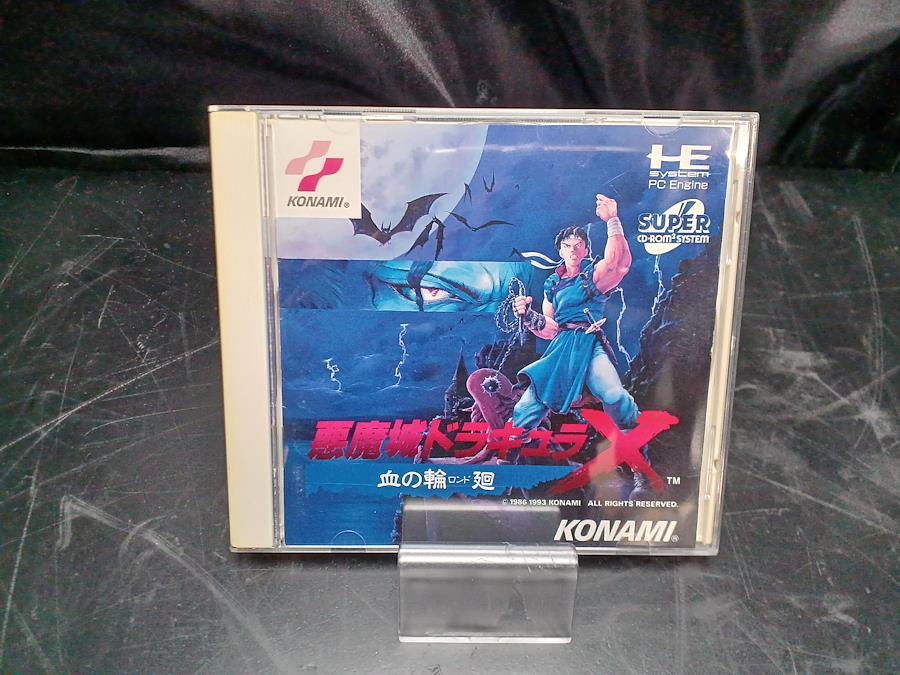 KONAMI®
HE
system
PC Engine
SUPER
CD-ROM² SYSTEM
悪魔城ドラキュラX
™
血の輪ロンド廻
© 1986 1993 KONAMI ALL RIGHTS RESERVED.
KONAMI®